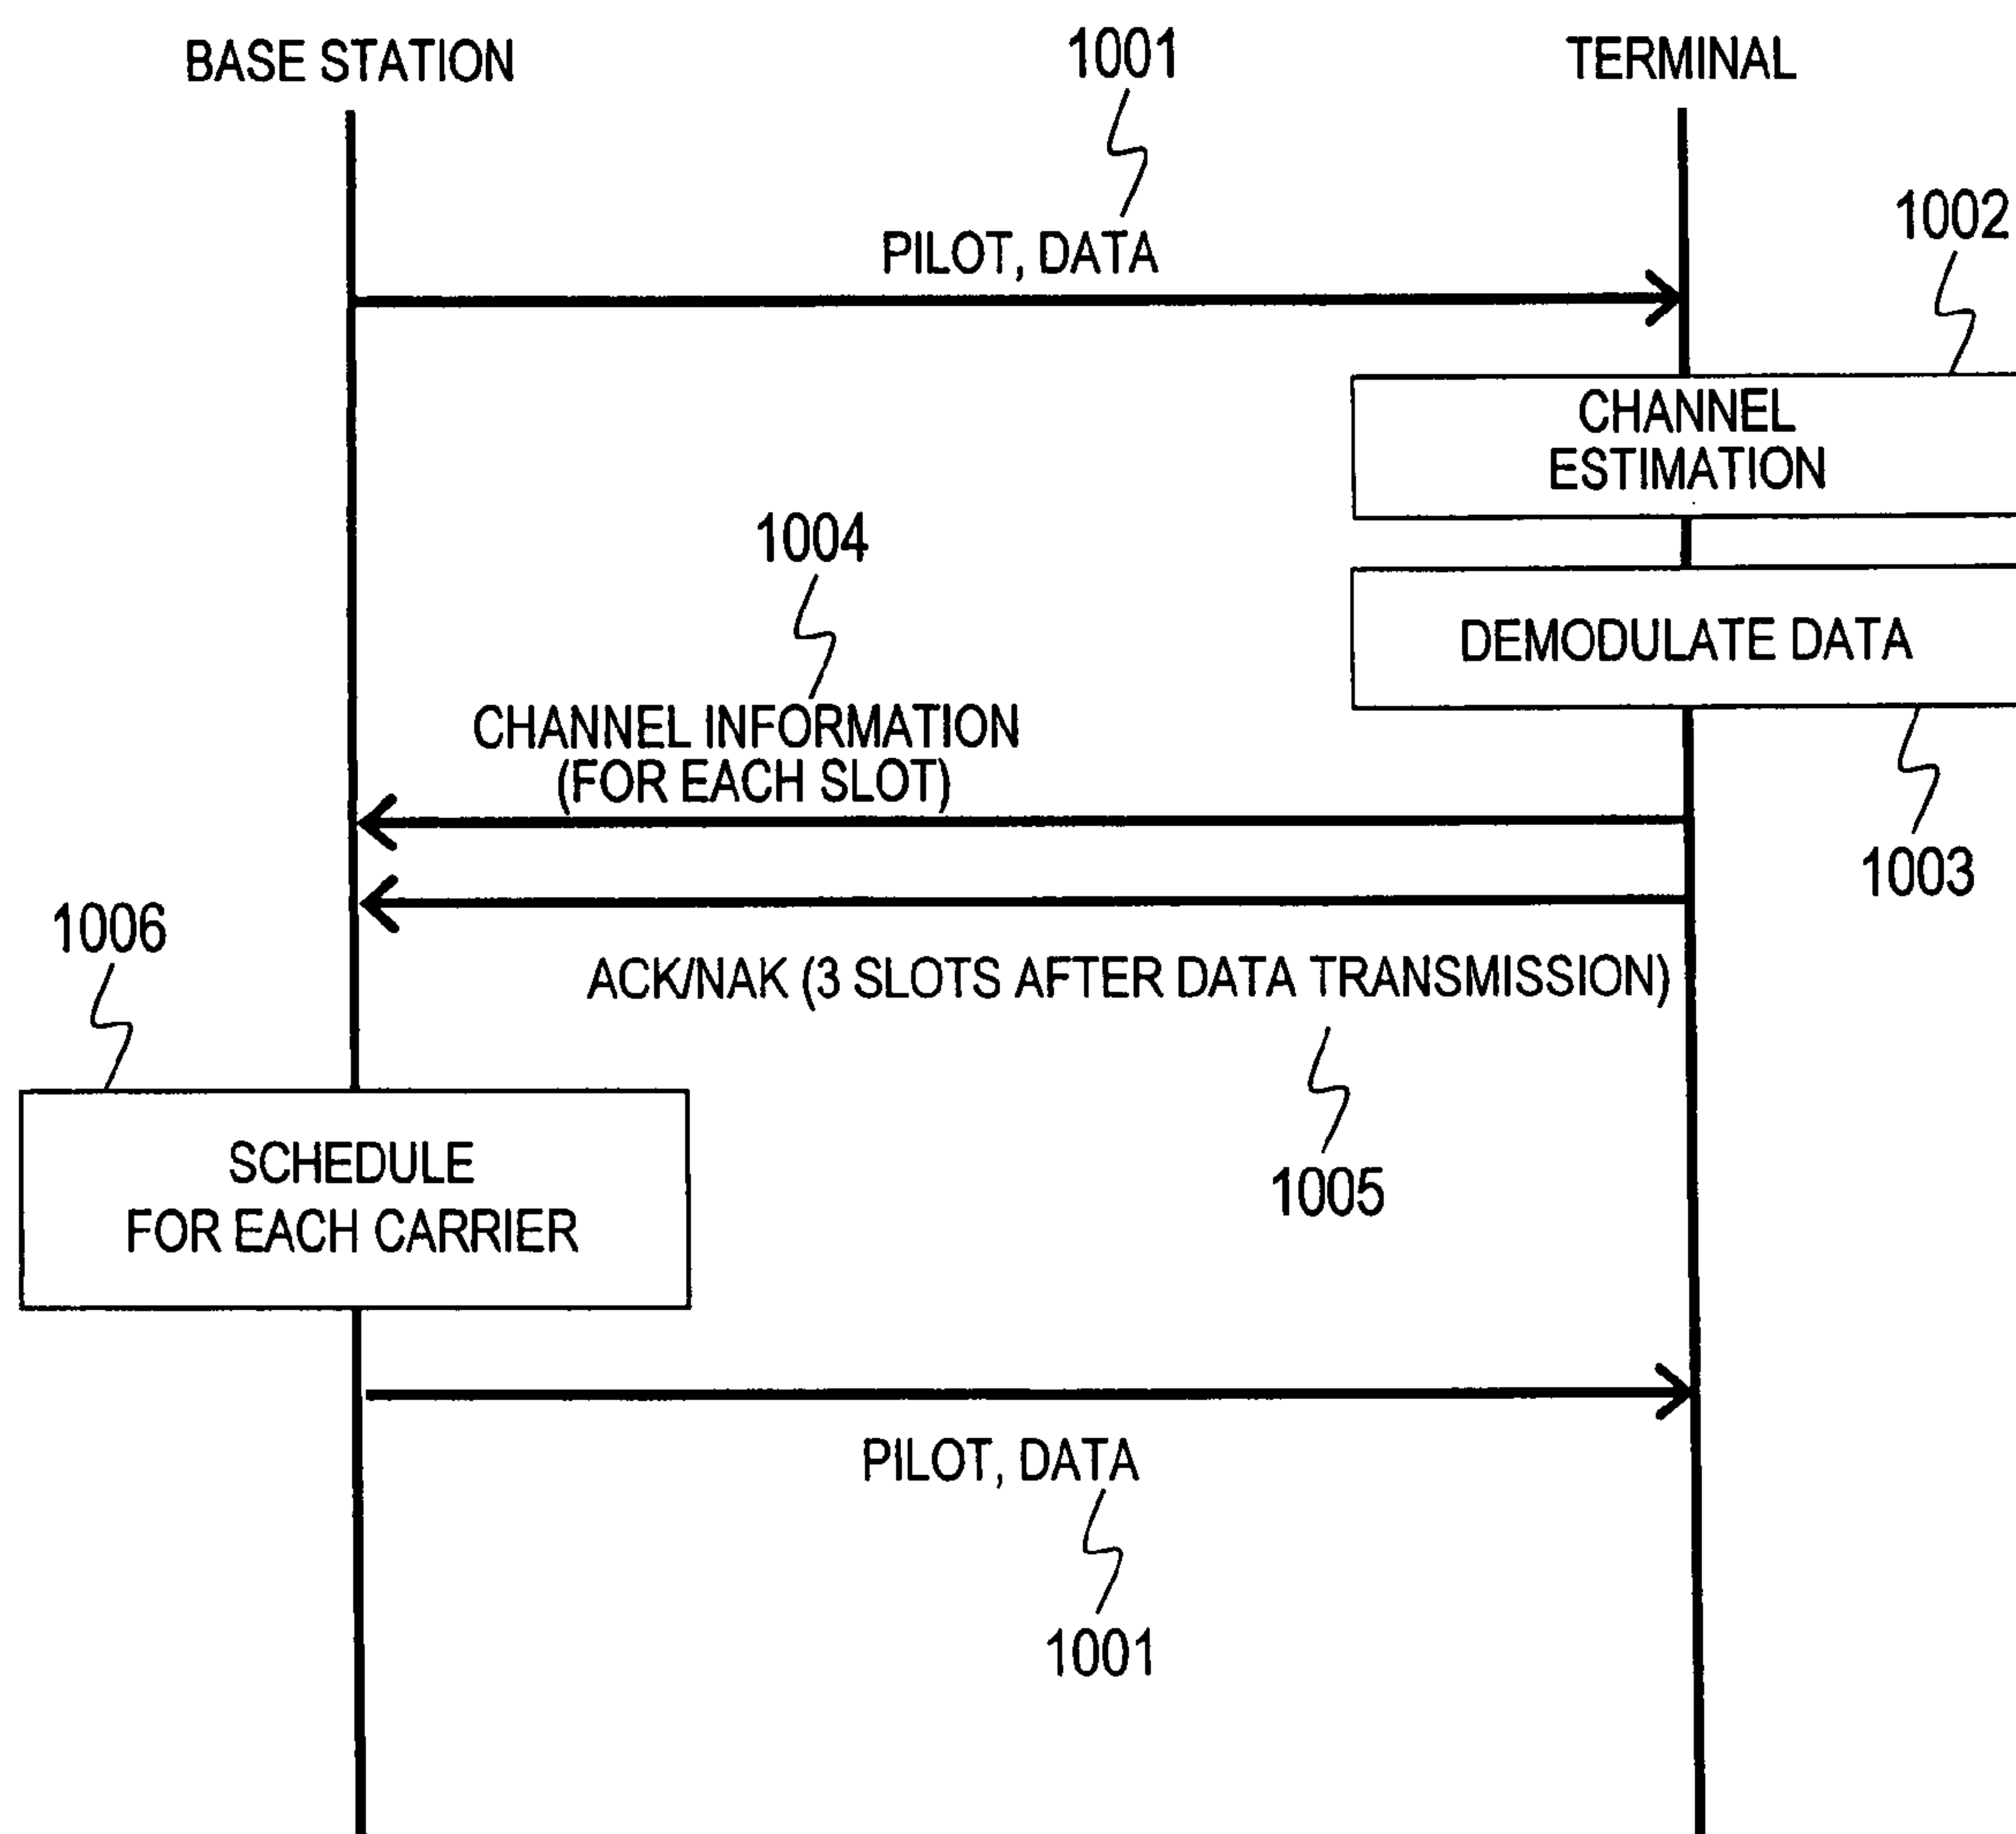 BASE STATION
1001
TERMINAL
1002
PILOT, DATA
CHANNEL
ESTIMATION
1004
DEMODULATE DATA
CHANNEL INFORMATION
(FOR EACH SLOT)
1003
1006
ACK/NAK (3 SLOTS AFTER DATA TRANSMISSION)
SCHEDULE
FOR EACH CARRIER
1005
PILOT, DATA
1001